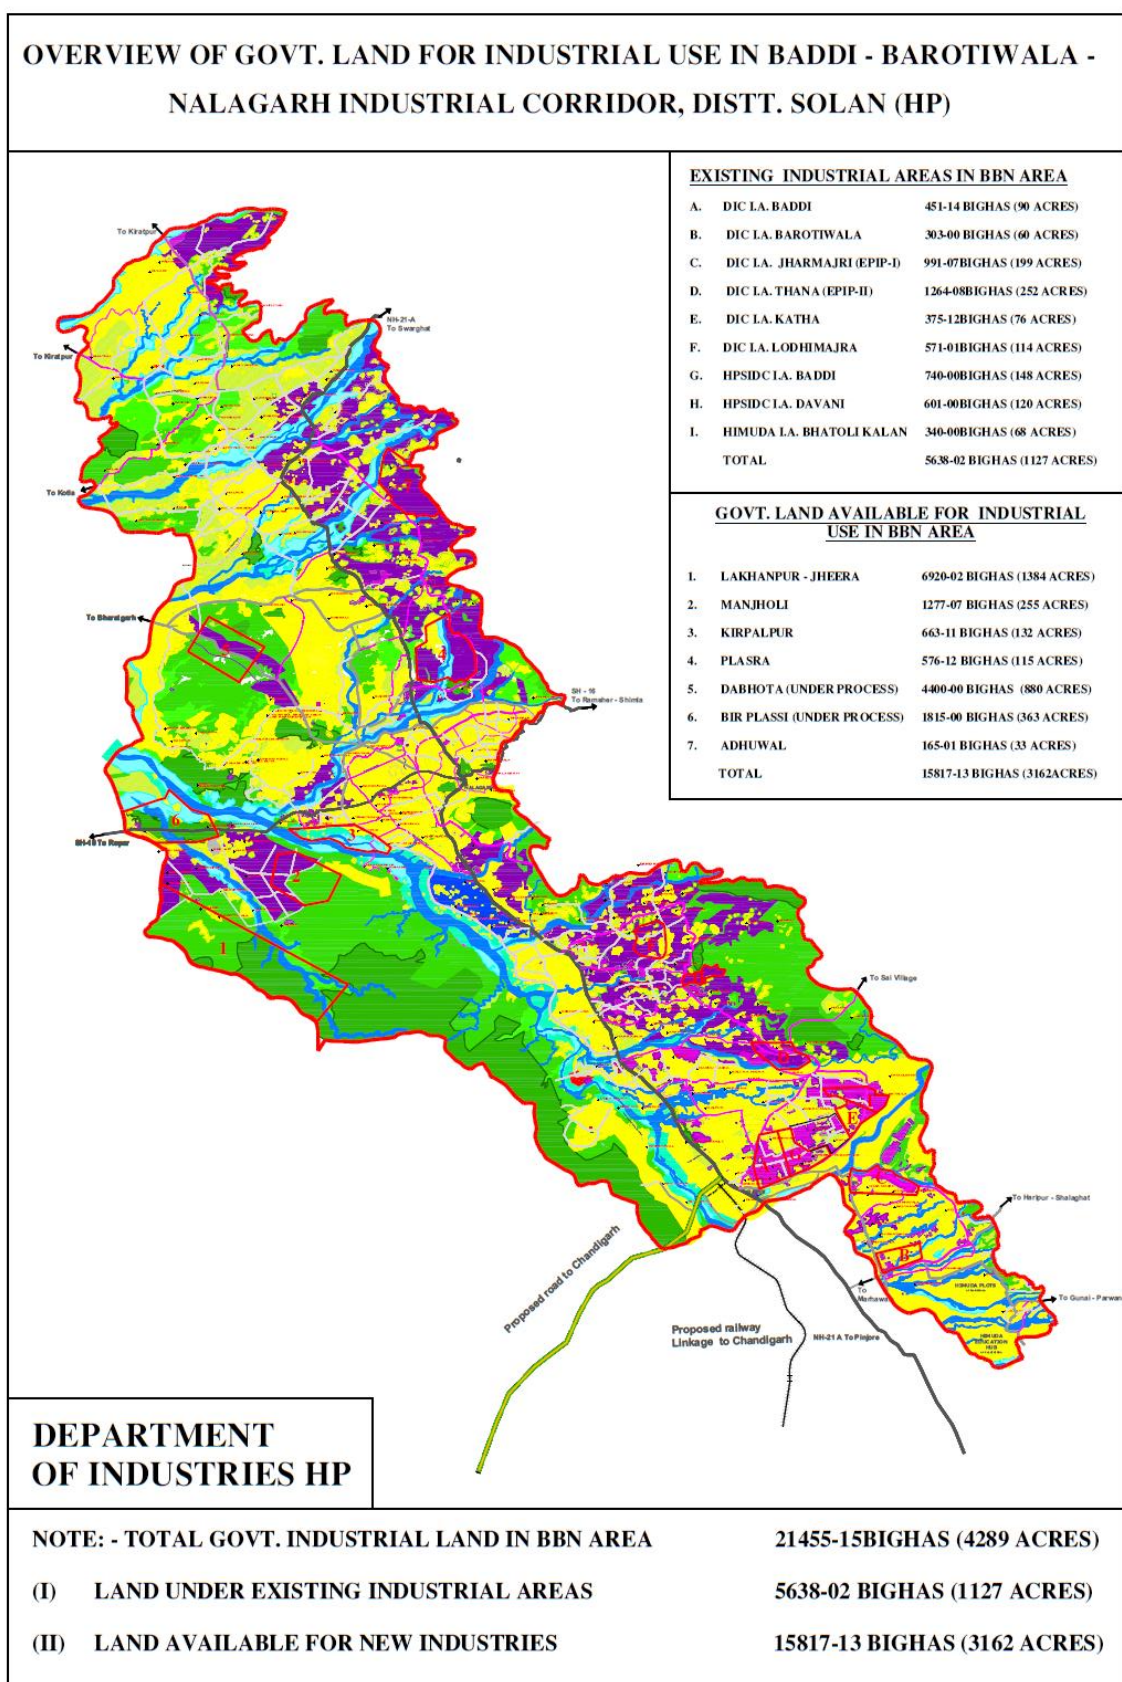 OVERVIEW OF GOVT. LAND FOR INDUSTRIAL USE IN BADDI - BAROTIWALA -
NALAGARH INDUSTRIAL CORRIDOR, DISTT. SOLAN (HP)
EXISTING INDUSTRIAL AREAS IN BBN AREA
A. DIC I.A. BADDI 451-14 BIGHAS (90 ACRES)
B. DIC I.A. BAROTIWALA 303-00 BIGHAS (60 ACRES)
C. DIC I.A. JHARMAJRI (EPIP-I) 991-07BIGHAS (199 ACRES)
D. DIC I.A. THANA (EPIP-II) 1264-08BIGHAS (252 ACRES)
E. DIC I.A. KATHA 375-12BIGHAS (76 ACRES)
F. DIC I.A. LODHIMAJRA 571-01BIGHAS (114 ACRES)
G. HPSIDC I.A. BADDI 740-00BIGHAS (148 ACRES)
H. HPSIDC I.A. DAVANI 601-00BIGHAS (120 ACRES)
I. HIMUDA I.A. BHATOLI KALAN 340-00BIGHAS (68 ACRES)
TOTAL 5638-02 BIGHAS (1127 ACRES)
GOVT. LAND AVAILABLE FOR INDUSTRIAL
USE IN BBN AREA
1. LAKHANPUR - JHEERA 6920-02 BIGHAS (1384 ACRES)
2. MANJHOLI 1277-07 BIGHAS (255 ACRES)
3. KIRPALPUR 663-11 BIGHAS (132 ACRES)
4. PLASRA 576-12 BIGHAS (115 ACRES)
5. DABHOTA (UNDER PROCESS) 4400-00 BIGHAS (880 ACRES)
6. BIR PLASSI (UNDER PROCESS) 1815-00 BIGHAS (363 ACRES)
7. ADHUWAL 165-01 BIGHAS (33 ACRES)
TOTAL 15817-13 BIGHAS (3162ACRES)
To Kiratpur
NH-21-A
To Swarghat
To Kiratpur
To Kotla
To Bharatgarh
4
SH - 16
To Ramsher - Shimla
6
3
SH-16 To Ropar
2
1
To Sai Village
E
To Haripur - Shalaghat
B
To
Marhawa
HIMUDA PLOTS
To Gunai - Parwan
HIMUDA
EDUCATION
HUB
Proposed road to Chandigarh
Proposed railway
Linkage to Chandigarh
NH-21 A To Pinjore
DEPARTMENT
OF INDUSTRIES HP
NOTE: - TOTAL GOVT. INDUSTRIAL LAND IN BBN AREA 21455-15BIGHAS (4289 ACRES)
(I) LAND UNDER EXISTING INDUSTRIAL AREAS 5638-02 BIGHAS (1127 ACRES)
(II) LAND AVAILABLE FOR NEW INDUSTRIES 15817-13 BIGHAS (3162 ACRES)